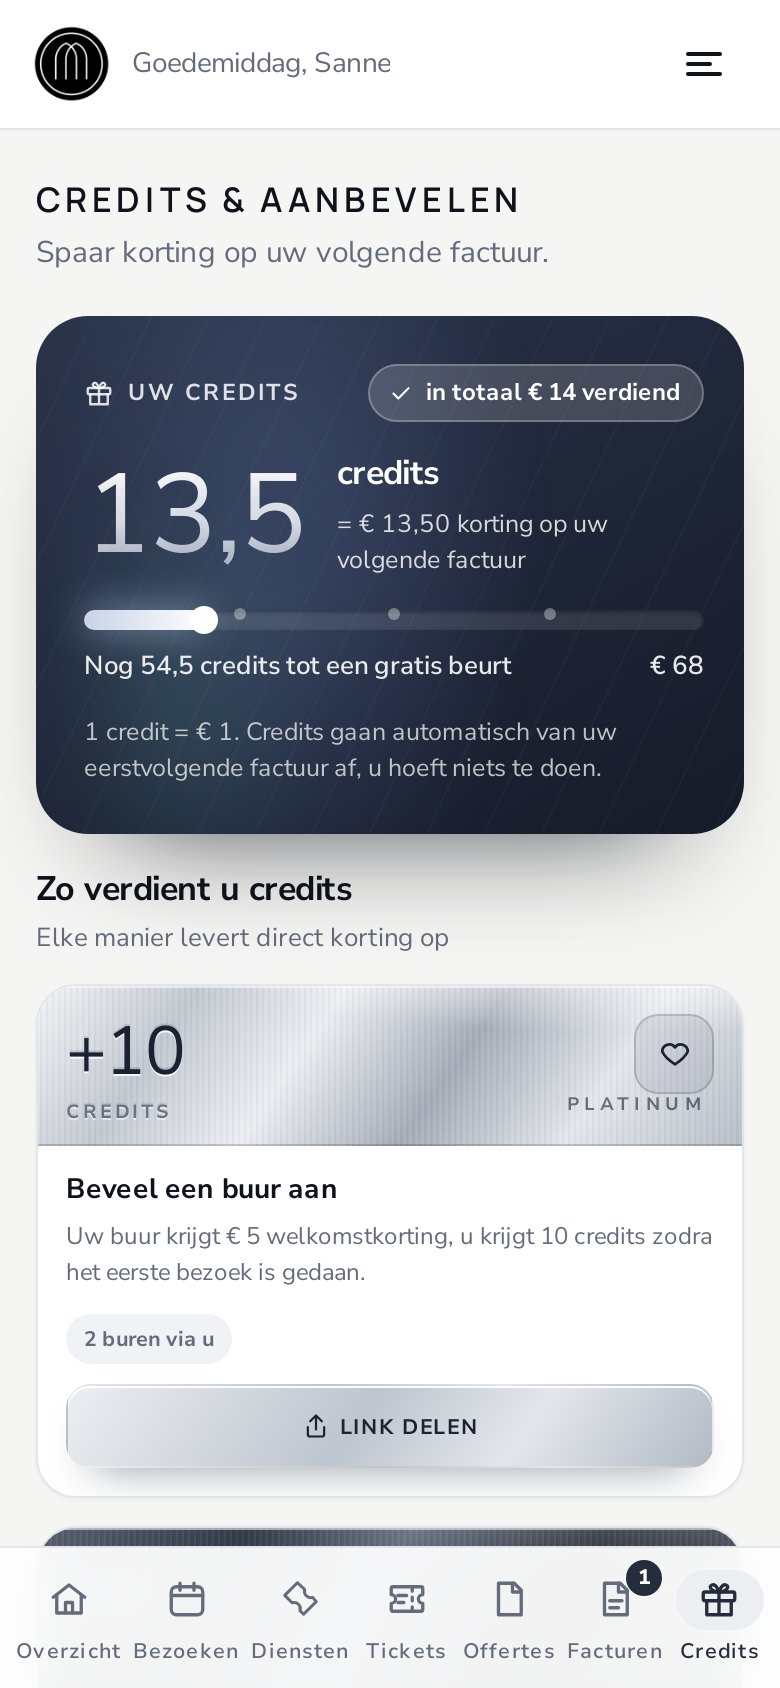 Goedemiddag, Sanne
CREDITS & AANBEVELEN
Spaar korting op uw volgende factuur.
UW CREDITS
in totaal € 14 verdiend
13,5
credits
= € 13,50 korting op uw
volgende factuur
Nog 54,5 credits tot een gratis beurt
€ 68
1 credit = € 1. Credits gaan automatisch van uw
eerstvolgende factuur af, u hoeft niets te doen.
Zo verdient u credits
Elke manier levert direct korting op
+10
CREDITS
PLATINUM
Beveel een buur aan
Uw buur krijgt € 5 welkomstkorting, u krijgt 10 credits zodra
het eerste bezoek is gedaan.
2 buren via u
LINK DELEN
1
Overzicht Bezoeken Diensten Tickets Offertes Facturen Credits